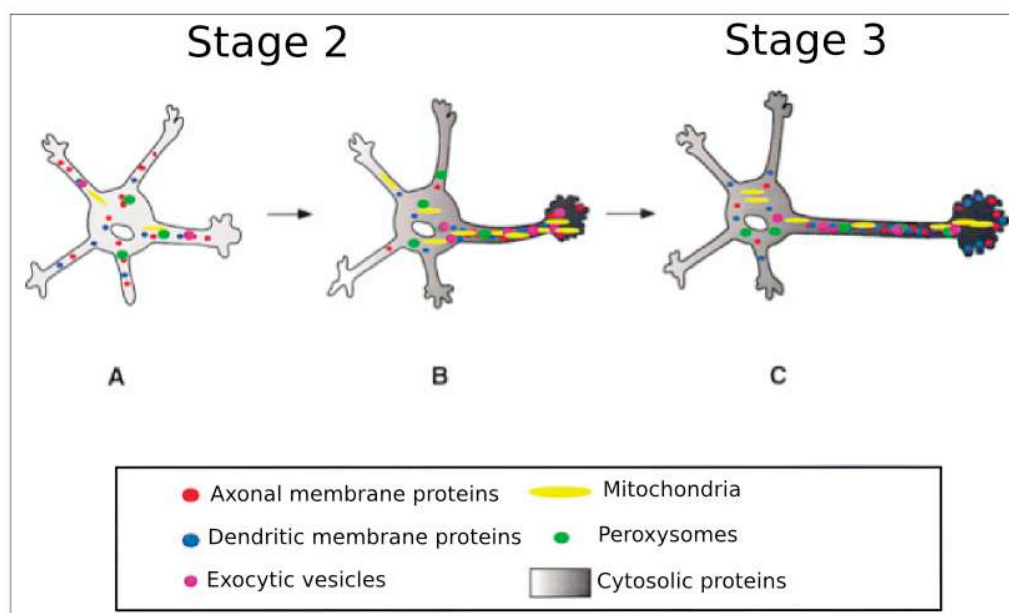 Stage 2
Stage 3
A
B
C
Axonal membrane proteins
Mitochondria
Dendritic membrane proteins
Peroxysomes
Exocytic vesicles
Cytosolic proteins